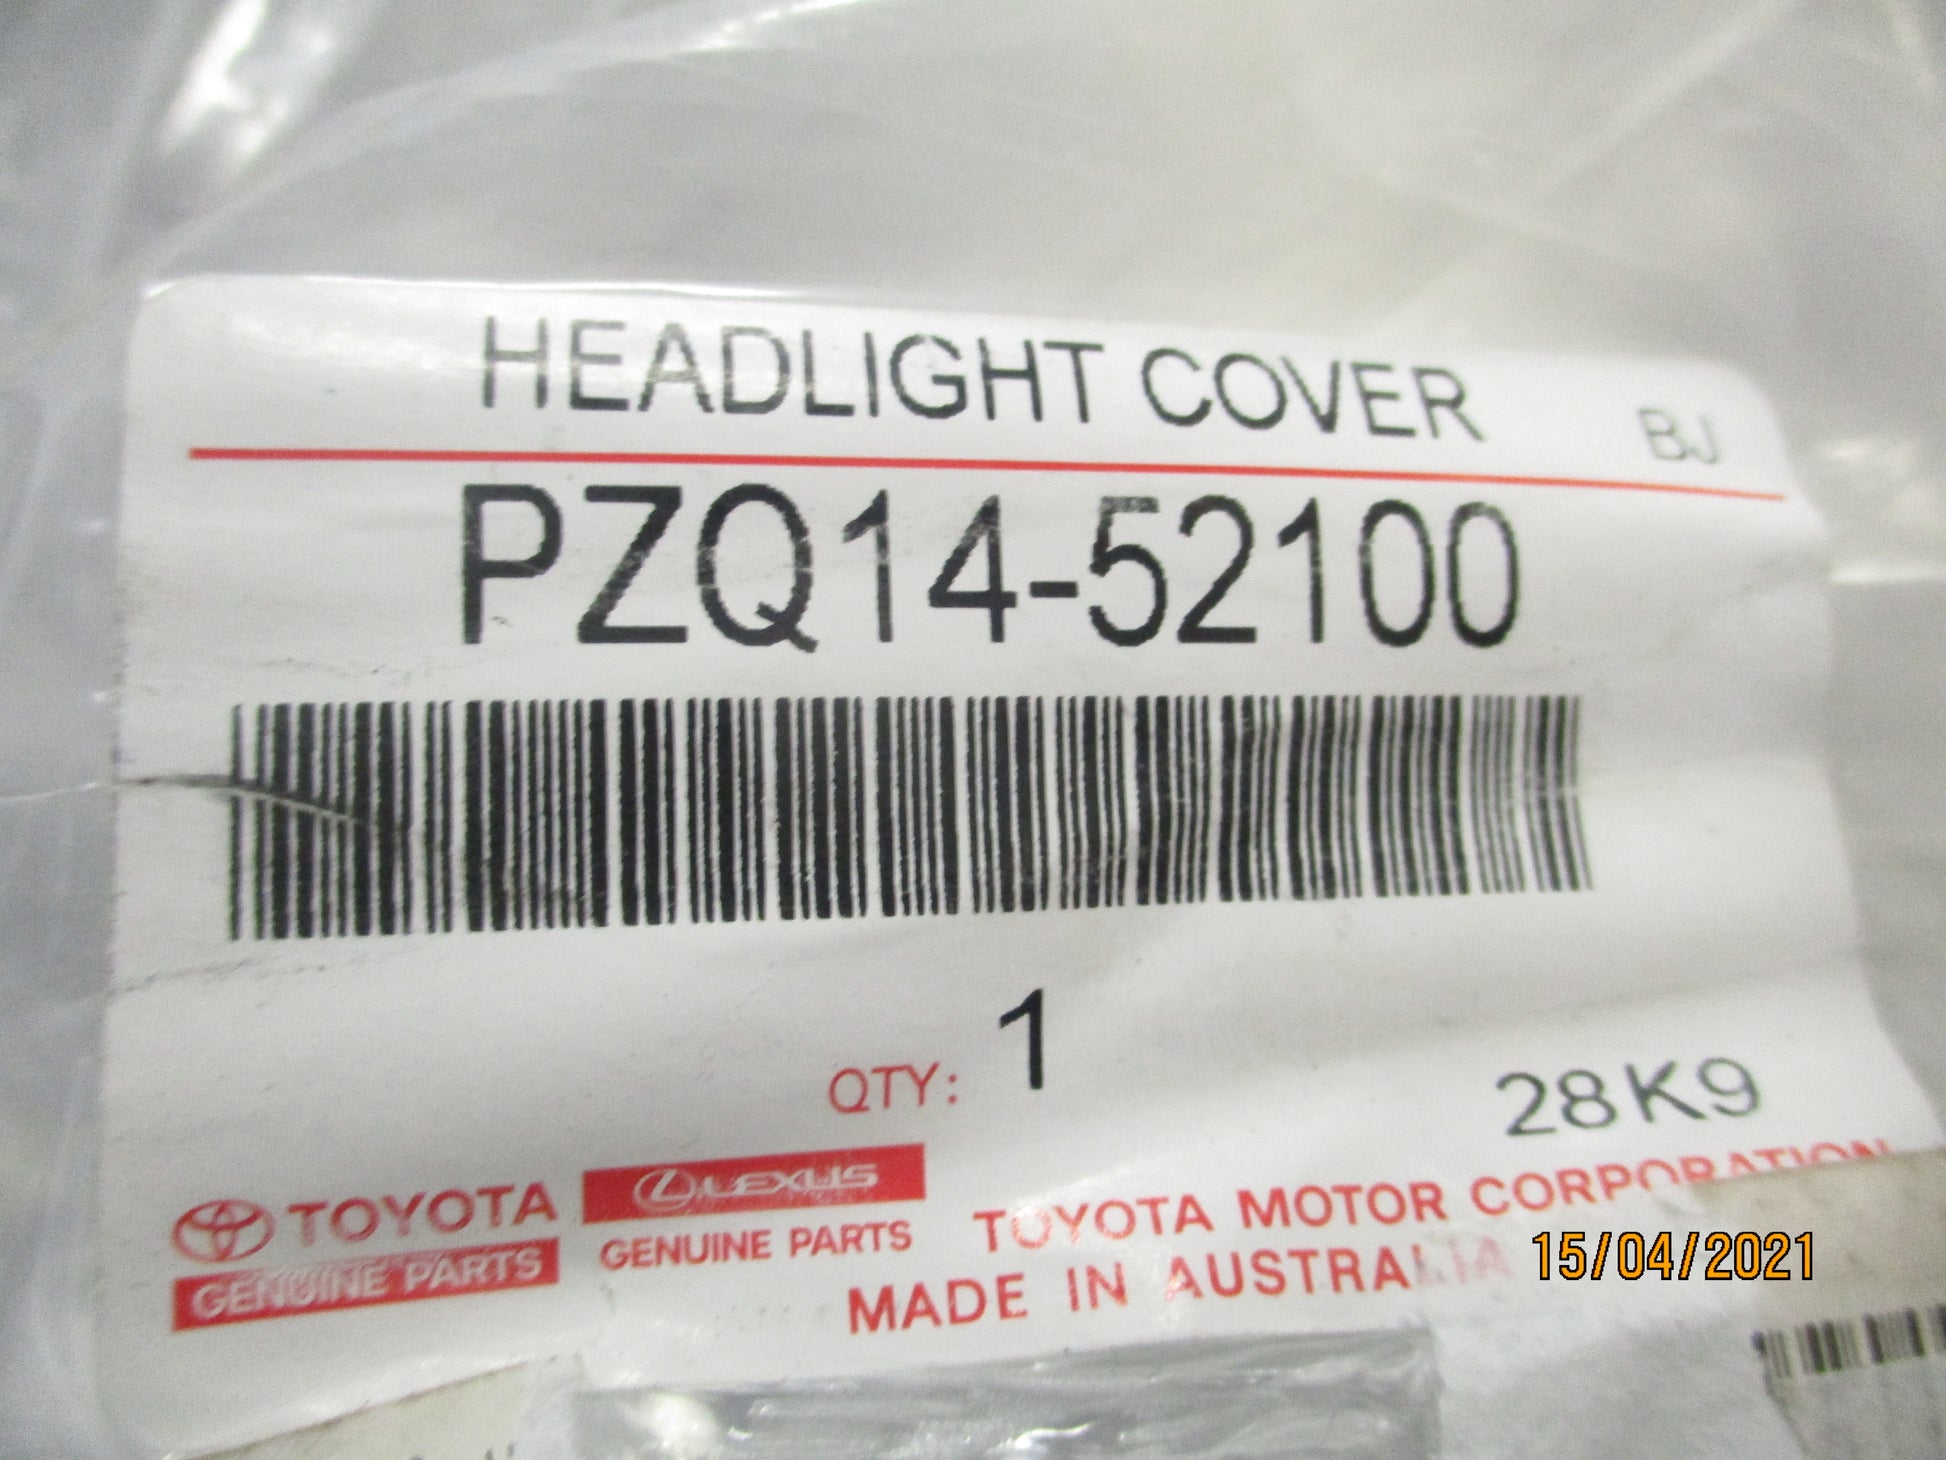 HEADLIGHT COVER BJ
PZQ14-52100
QTY: 1
28K9
TOYOTA
GENUINE PARTS
LEXUS
GENUINE PARTS
TOYOTA MOTOR CORPORATION
MADE IN AUSTRALIA
15/04/2021